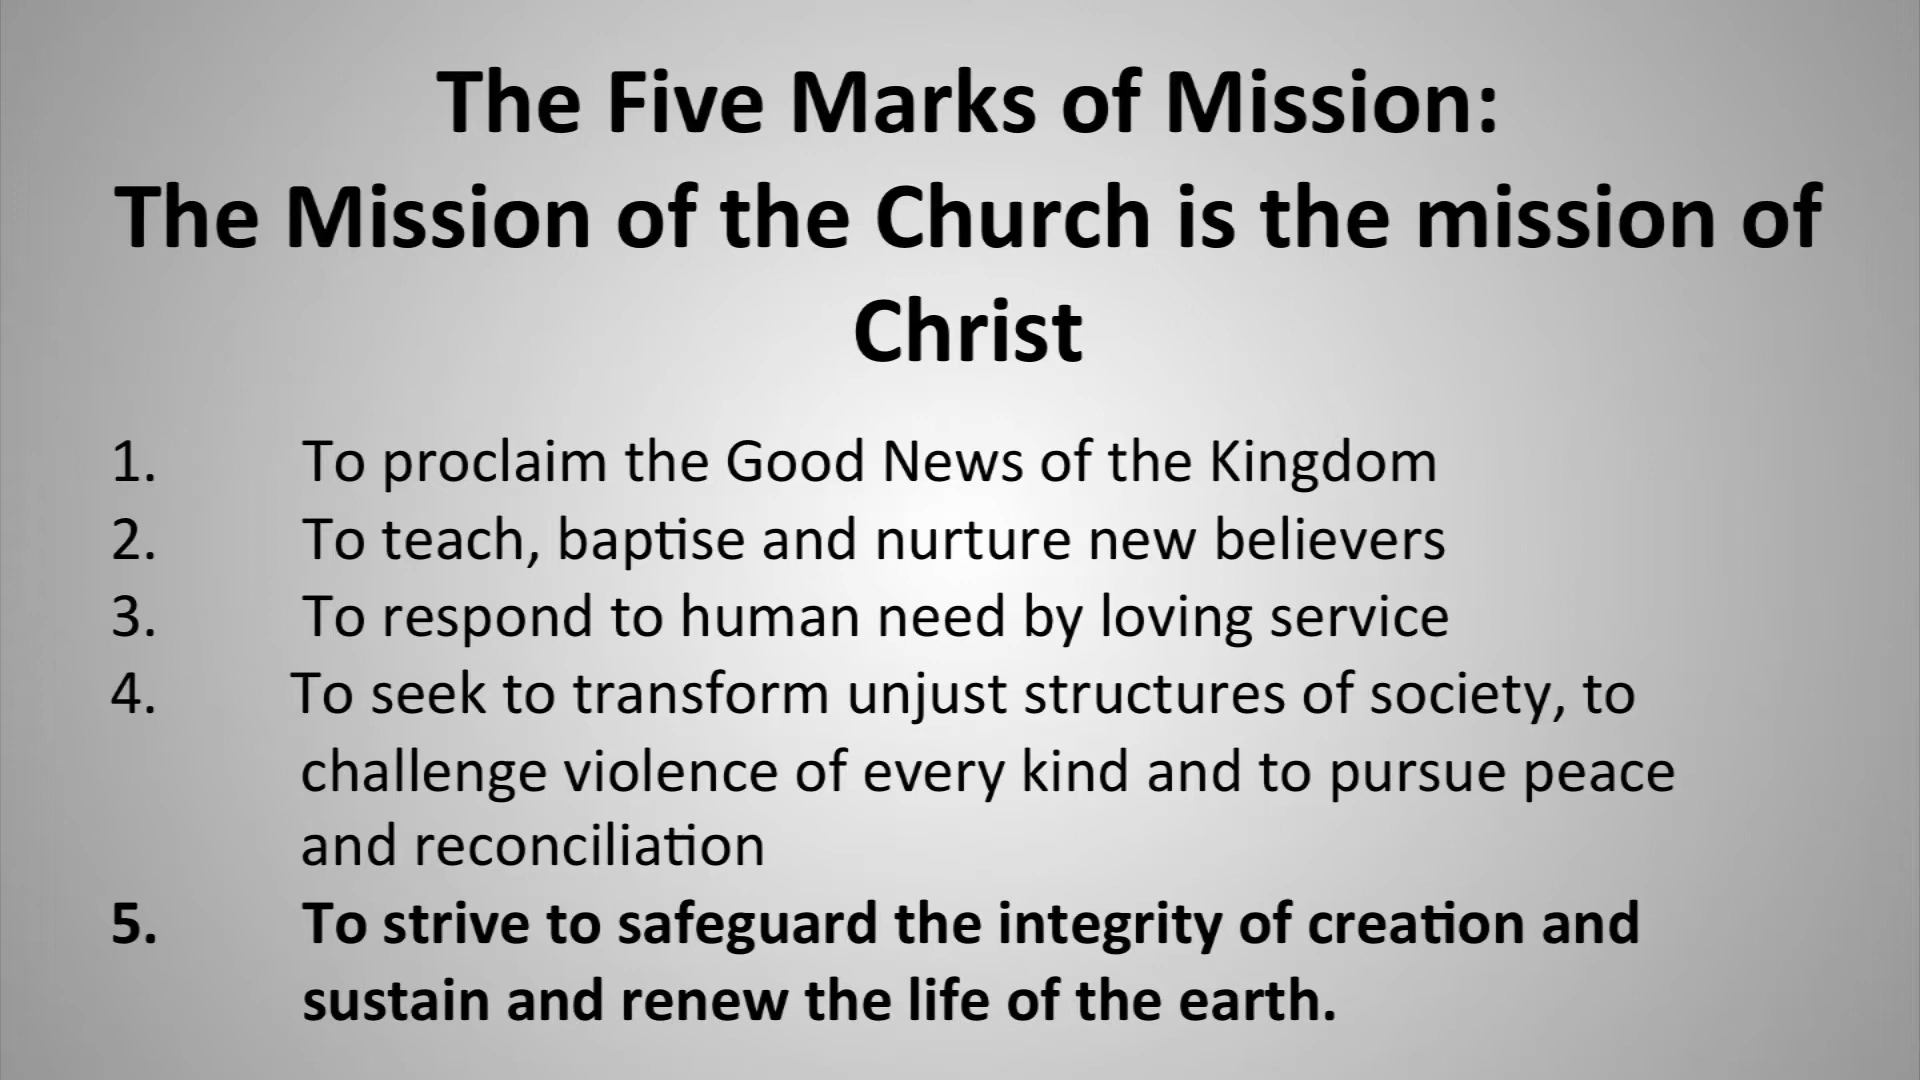 The Five Marks of Mission:
The Mission of the Church is the mission of
Christ
1. To proclaim the Good News of the Kingdom
2. To teach, baptise and nurture new believers
3. To respond to human need by loving service
4. To seek to transform unjust structures of society, to
challenge violence of every kind and to pursue peace
and reconciliation
5. To strive to safeguard the integrity of creation and
sustain and renew the life of the earth.